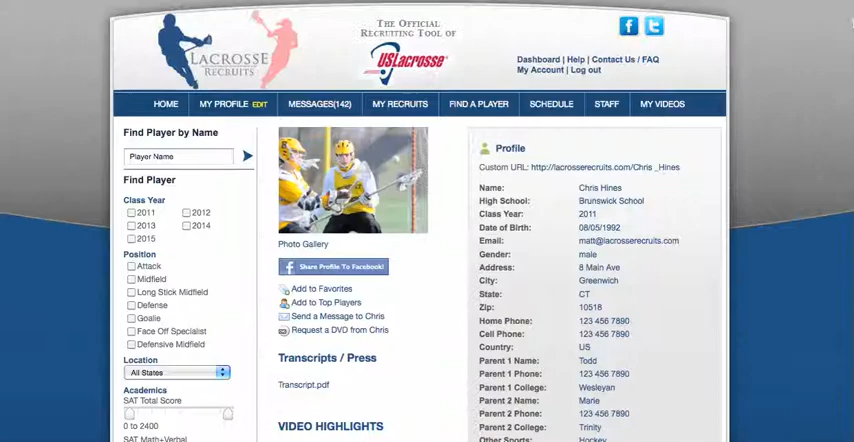 THE OFFICIAL
RECRUITING TOOL OF
LACROSSE
RECRUITS
USLacrosse
Dashboard | Help | Contact Us / FAQ
My Account | Log out
HOME
MY PROFILE EDIT
MESSAGES(142)
MY RECRUITS
FIND A PLAYER
SCHEDULE
STAFF
MY VIDEOS
Find Player by Name
Player Name
Find Player
Class Year
2011 2012
2013 2014
2015
Position
Attack
Midfield
Long Stick Midfield
Defense
Goalie
Face Off Specialist
Defensive Midfield
Location
All States
Academics
SAT Total Score
0 to 2400
SAT Math+Verbal
Photo Gallery
Share Profile To Facebook!
Add to Favorites
Add to Top Players
Send a Message to Chris
Request a DVD from Chris
Transcripts / Press
Transcript.pdf
VIDEO HIGHLIGHTS
Profile
Custom URL: http://lacrosserecruits.com/Chris _Hines
Name: Chris Hines
High School: Brunswick School
Class Year: 2011
Date of Birth: 08/05/1992
Email: matt@lacrosserecruits.com
Gender: male
Address: 8 Main Ave
City: Greenwich
State: CT
Zip: 10518
Home Phone: 123 456 7890
Cell Phone: 123 456 7890
Country: US
Parent 1 Name: Todd
Parent 1 Phone: 123 456 7890
Parent 1 College: Wesleyan
Parent 2 Name: Marie
Parent 2 Phone: 123 456 7890
Parent 2 College: Trinity
Other Sports: Hockey